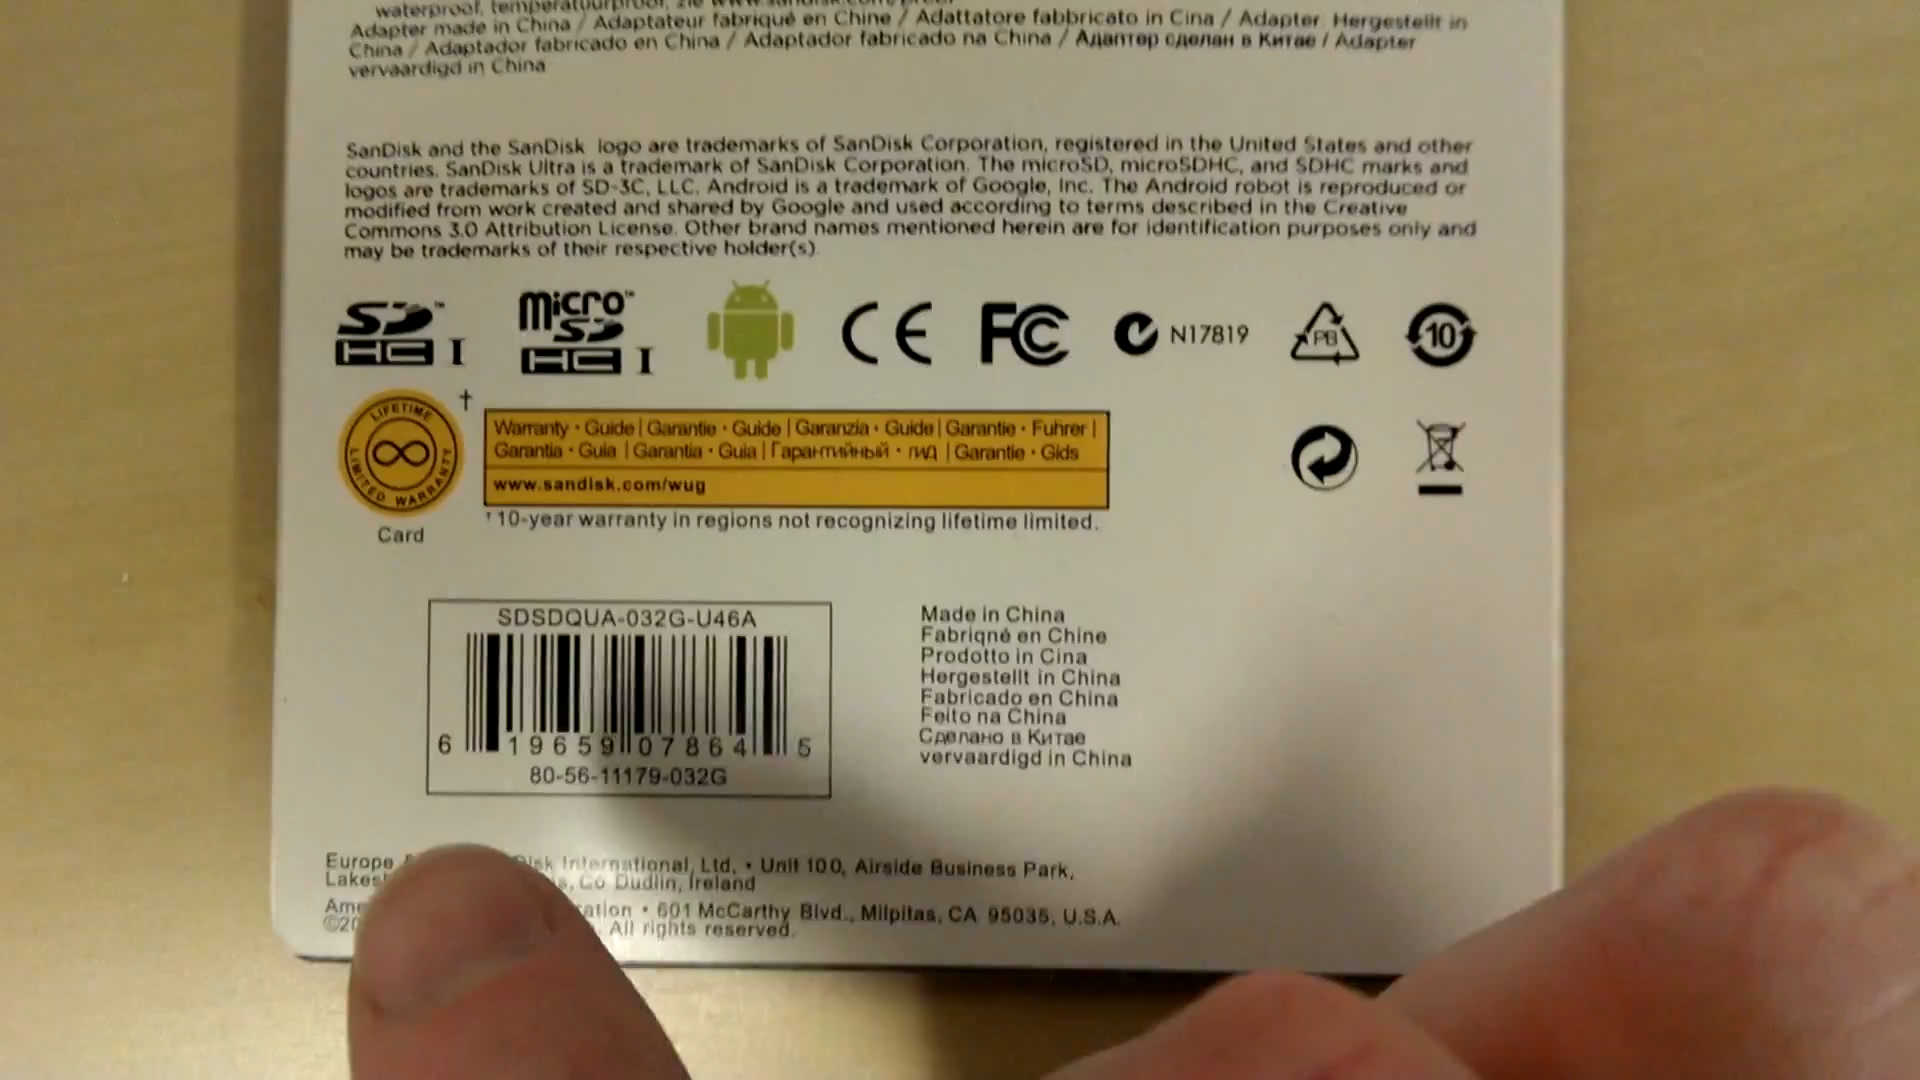 waterproof, temperatuurproof, zie www.sandisk.com/proof
Adapter made in China / Adaptateur fabriqué en Chine / Adattatore fabbricato in Cina / Adapter Hergestellt in
China / Adaptador fabricado en China / Adaptador fabricado na China / Адаптер сделан в Китае / Adapter
vervaardigd in China
SanDisk and the SanDisk logo are trademarks of SanDisk Corporation, registered in the United States and other
countries. SanDisk Ultra is a trademark of SanDisk Corporation. The microSD, microSDHC, and SDHC marks and
logos are trademarks of SD-3C, LLC. Android is a trademark of Google, Inc. The Android robot is reproduced or
modified from work created and shared by Google and used according to terms described in the Creative
Commons 3.0 Attribution License. Other brand names mentioned herein are for identification purposes only and
may be trademarks of their respective holder(s).
SD HC I ™ micro SD HC I ™ CE FC N17819 PB 10
LIFETIME LIMITED WARRANTY †
Card
Warranty • Guide | Garantie • Guide | Garanzia • Guide | Garantie • Fuhrer |
Garantia • Guia | Garantia • Guia | Гарантийный • гид | Garantie • Gids
www.sandisk.com/wug
† 10-year warranty in regions not recognizing lifetime limited.
SDSDQUA-032G-U46A
6 19659 07864 5
80-56-11179-032G
Made in China
Fabriqné en Chine
Prodotto in Cina
Hergestellt in China
Fabricado en China
Feito na China
Сделано в Китае
vervaardigd in China
Europe International, Ltd. • Unit 100, Airside Business Park,
Co Dudlin, Ireland
• 601 McCarthy Blvd., Milpitas, CA 95035, U.S.A.
All rights reserved.